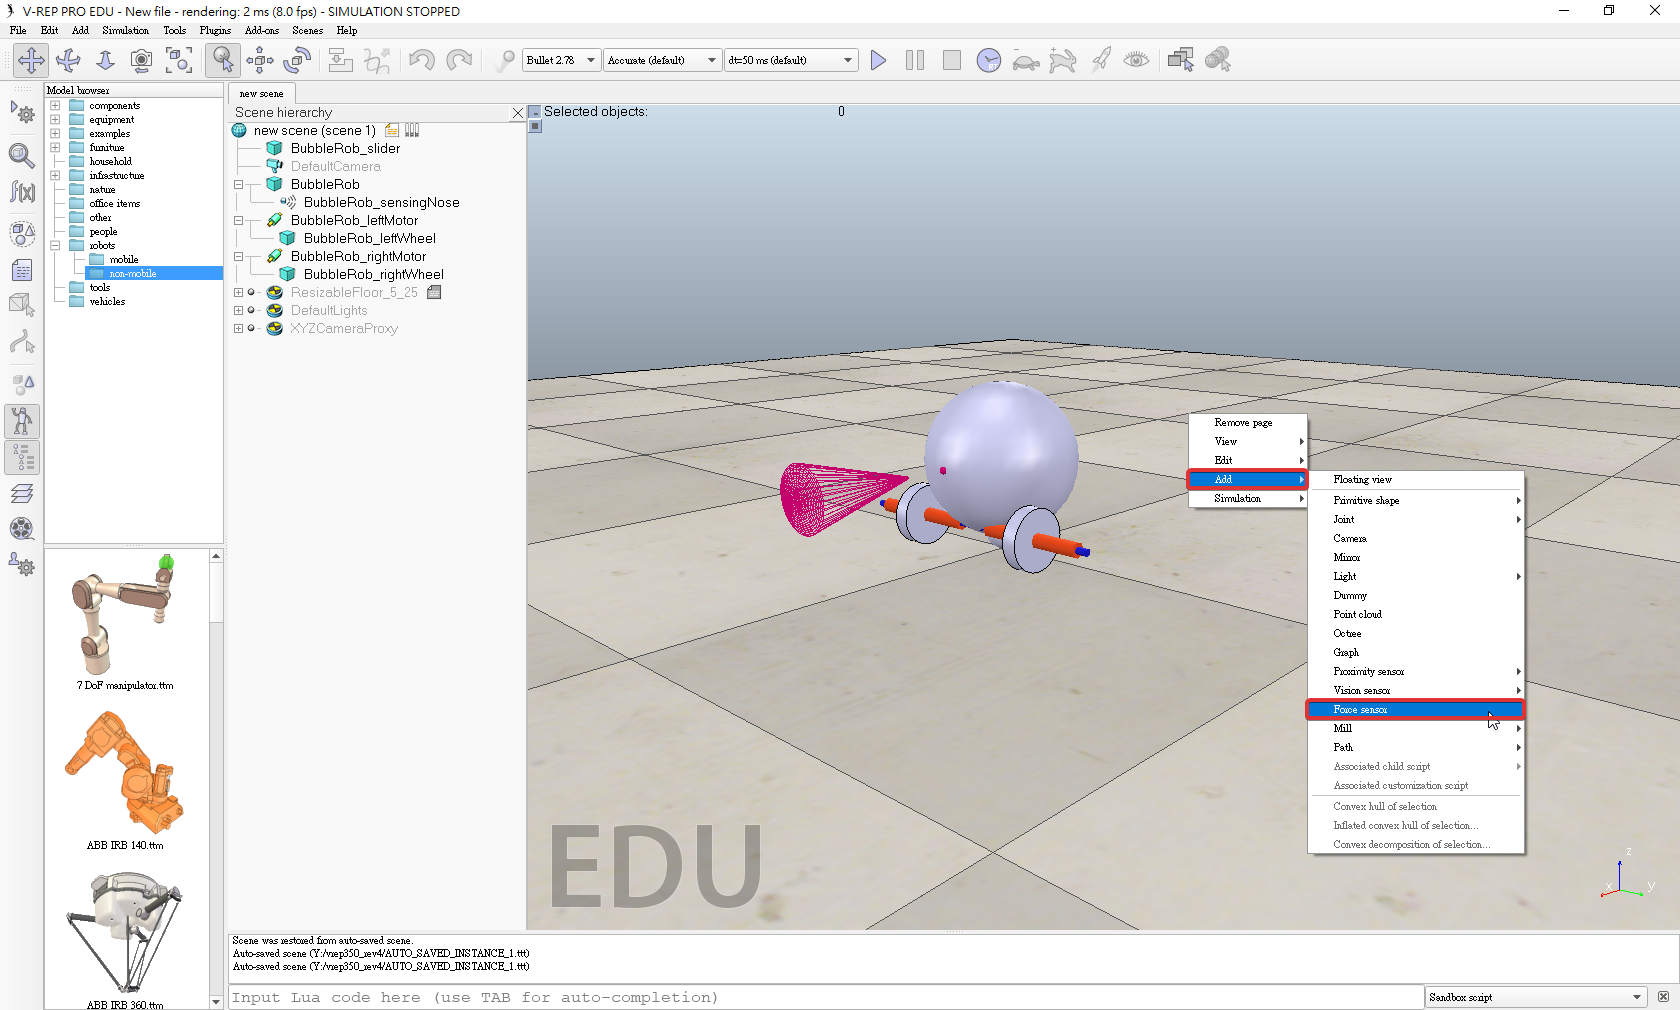 V-REP PRO EDU - New file - rendering: 2 ms (8.0 fps) - SIMULATION STOPPED
File Edit Add Simulation Tools Plugins Add-ons Scenes Help
Bullet 2.78 Accurate (default) dt=50 ms (default)
Model browser
components
equipment
examples
furniture
household
infrastructure
nature
office items
other
people
robots
mobile
non-mobile
tools
vehicles
7 DoF manipulator.ttm
ABB IRB 140.ttm
ABB IRB 360.ttm
new scene
Scene hierarchy
new scene (scene 1)
BubbleRob_slider
DefaultCamera
BubbleRob
BubbleRob_sensingNose
BubbleRob_leftMotor
BubbleRob_leftWheel
BubbleRob_rightMotor
BubbleRob_rightWheel
ResizableFloor_5_25
DefaultLights
XYZCameraProxy
Selected objects: 0
Remove page
View
Edit
Add
Simulation
Floating view
Primitive shape
Joint
Camera
Mirror
Light
Dummy
Point cloud
Octree
Graph
Proximity sensor
Vision sensor
Force sensor
Mill
Path
Associated child script
Associated customization script
Convex hull of selection
Inflated convex hull of selection...
Convex decomposition of selection...
EDU
z
x
y
Scene was restored from auto-saved scene.
Auto-saved scene (Y:/vrep350_rev4/AUTO_SAVED_INSTANCE_1.ttt)
Auto-saved scene (Y:/vrep350_rev4/AUTO_SAVED_INSTANCE_1.ttt)
Input Lua code here (use TAB for auto-completion)
Sandbox script